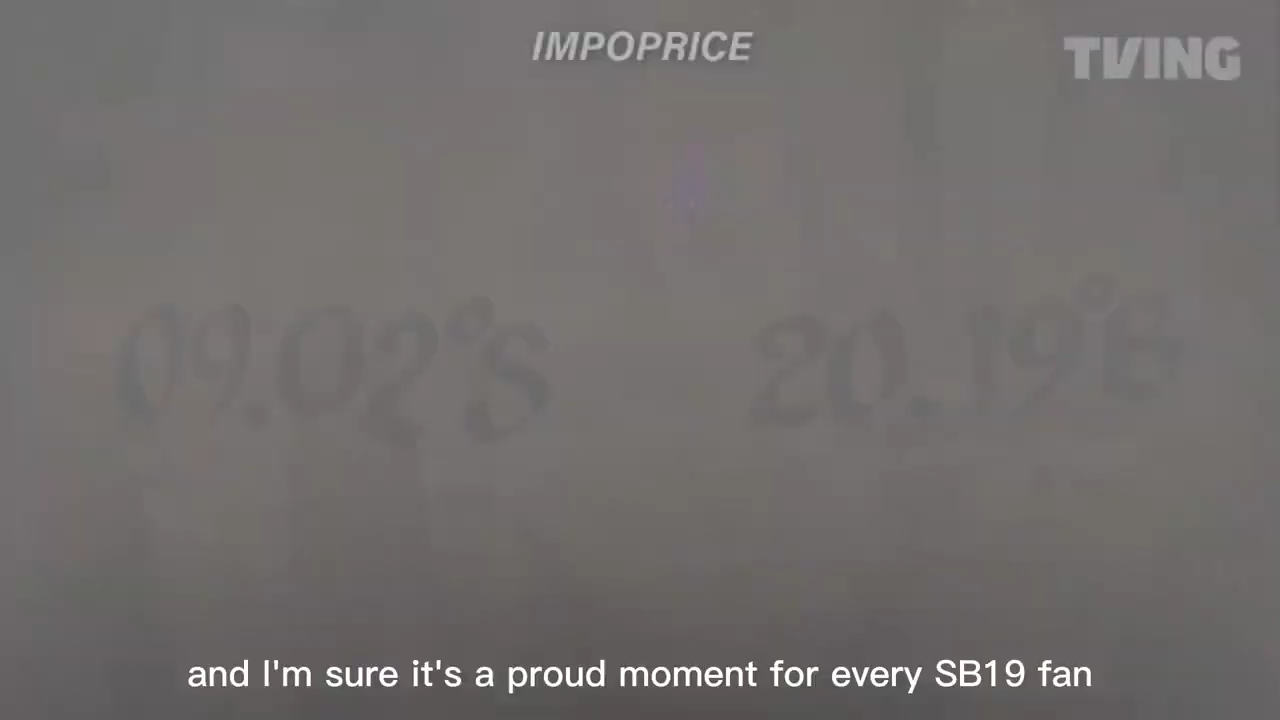 IMPOPRICE
TVING
09.02°S 20.19°E
and I'm sure it's a proud moment for every SB19 fan